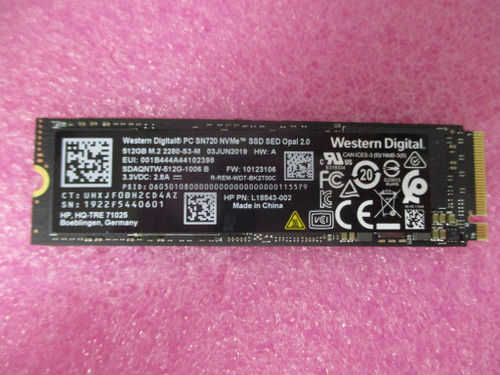 Western Digital® PC SN720 NVMe™ SSD SED Opal 2.0
512GB M.2 2280-S3-M 03JUN2019 HW: A
EUI: 001B444A44102398
SDAQNTW-512G-1006 B FW: 10123106
3.3VDC: 2.8A R-REM-WDT-BK2T00C
CT: UHXJF0BH2CD4AZ
SN: 1922F5440601
HP, HQ-TRE 71025
Boeblingen, Germany
HP PN: L18843-002
Made in China
Western Digital.
CAN ICES-3 (B)/ NMB-3(B)
20
VCI